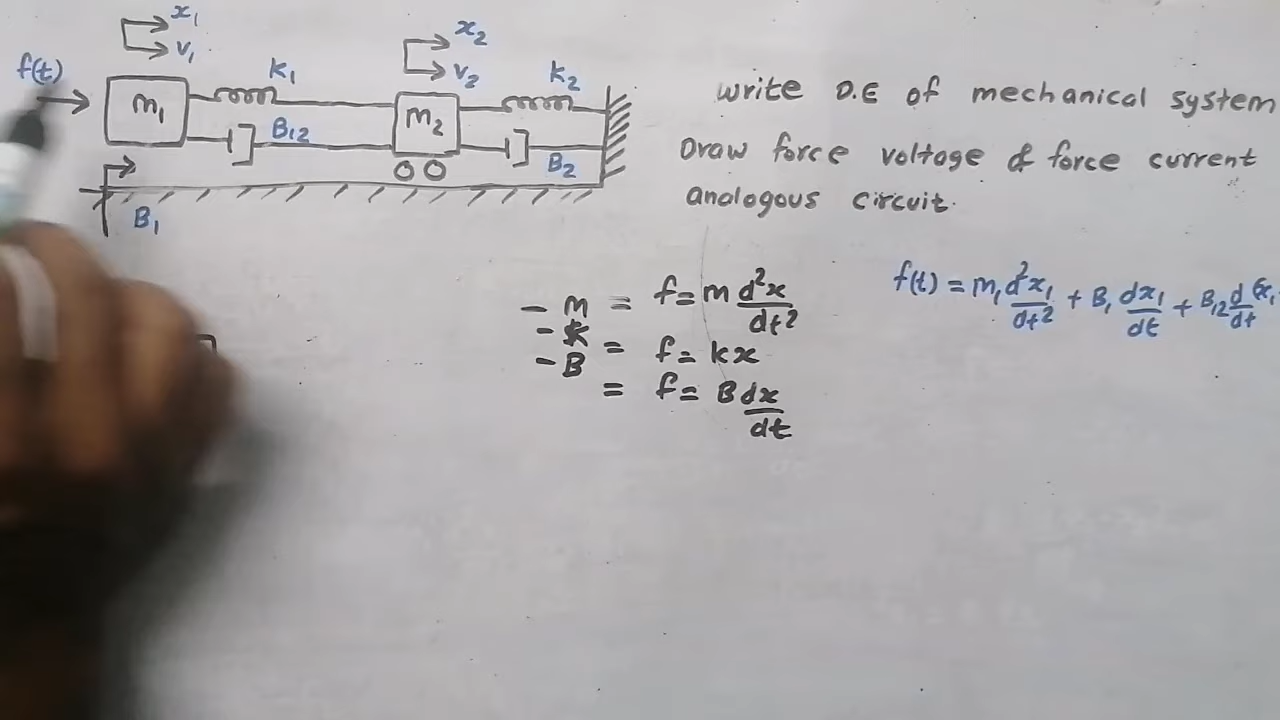 x₁
v₁
f(t)
m₁
K₁
B₁₂
B₁
x₂
v₂
m₂
K₂
B₂
write D.E of mechanical system
Draw force voltage & force current
analogous circuit.
- M = f = M d²x/dt²
- K = f = kx
- B = f = B dx/dt
f(t) = M₁ d²x₁/dt² + B₁ dx₁/dt + B₁₂ d/dt (x₁